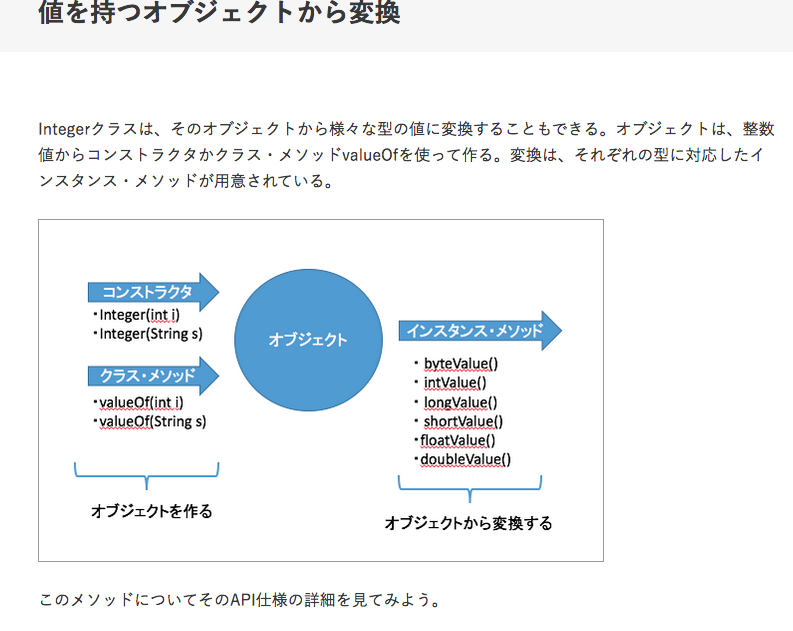 値を持つオブジェクトから変換
Integerクラスは、そのオブジェクトから様々な型の値に変換することもできる。オブジェクトは、整数
値からコンストラクタかクラス・メソッドvalueOfを使って作る。変換は、それぞれの型に対応したイ
ンスタンス・メソッドが用意されている。
コンストラクタ
・Integer(int i)
・Integer(String s)
クラス・メソッド
・valueOf(int i)
・valueOf(String s)
オブジェクトを作る
オブジェクト
インスタンス・メソッド
・ byteValue()
・ intValue()
・ longValue()
・ shortValue()
・floatValue()
・doubleValue()
オブジェクトから変換する
このメソッドについてそのAPI仕様の詳細を見てみよう。